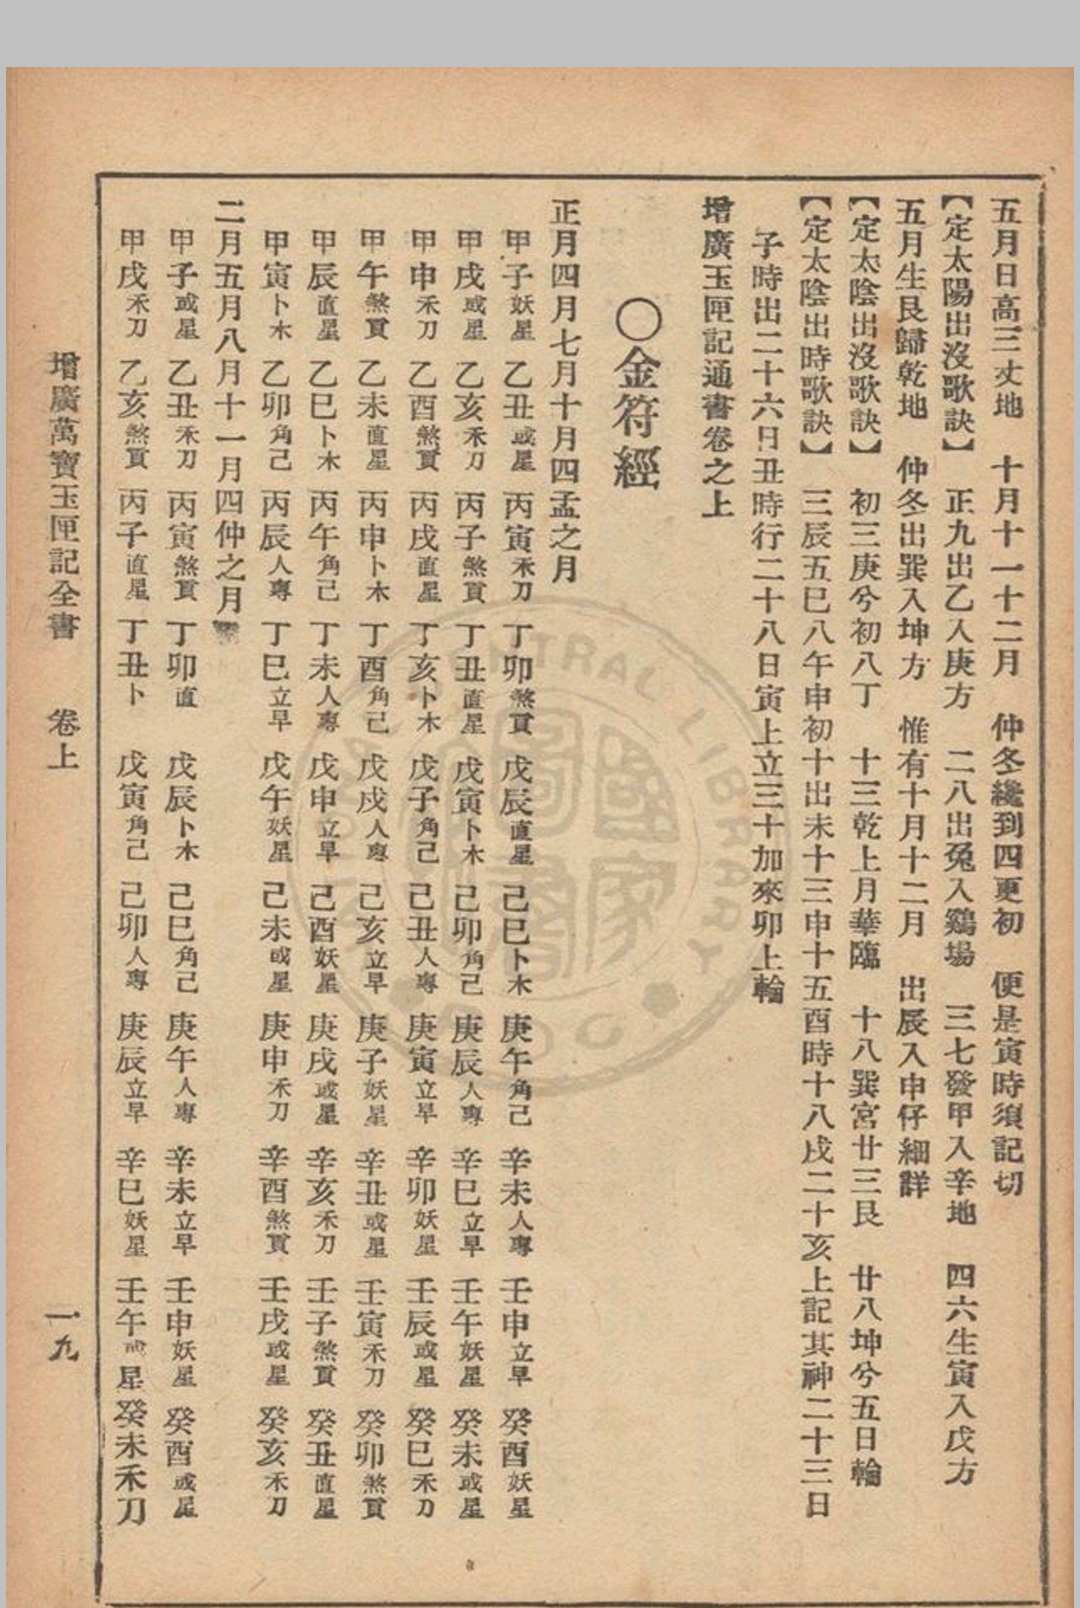 五月日高三丈地　十月十一十二月　仲冬纔到四更初　便是寅時須記切
【定太陽出沒歌訣】　正九出乙入庚方　二八出兔入鷄場　三七發甲入辛地　四六生寅入戊方
五月生艮歸乾地　仲冬出巽入坤方　惟有十月十二月　出辰入申仔細詳
【定太陰出沒歌訣】　初三庚兮初八丁　十三乾上月華臨　十八巽宮廿三艮　廿八坤兮五日輪
【定太陰出時歌訣】　三辰五巳八午申初十出未十三申十五酉時十八戌二十亥上記其神二十三日
子時出二十六日丑時行二十八日寅上立三十加來卯上輪
增廣玉匣記通書卷之上
○金符經
正月四月七月十月四孟之月
甲子妖星　乙丑或星　丙寅禾刀　丁卯煞貢　戊辰直星　己巳卜木　庚午角己　辛未人專　壬申立早　癸酉妖星
甲戌或星　乙亥禾刀　丙子煞貢　丁丑直星　戊寅卜木　己卯角己　庚辰人專　辛巳立早　壬午妖星　癸未或星
甲申禾刀　乙酉煞貢　丙戌直星　丁亥卜木　戊子角己　己丑人專　庚寅立早　辛卯妖星　壬辰或星　癸巳禾刀
甲午煞貢　乙未直星　丙申卜木　丁酉角己　戊戌人專　己亥立早　庚子妖星　辛丑或星　壬寅禾刀　癸卯煞貢
甲辰直星　乙巳卜木　丙午角己　丁未人專　戊申立早　己酉妖星　庚戌或星　辛亥禾刀　壬子煞貢　癸丑直星
甲寅卜木　乙卯角己　丙辰人專　丁巳立早　戊午妖星　己未或星　庚申禾刀　辛酉煞貢　壬戌或星　癸亥禾刀
二月五月八月十一月四仲之月
甲子或星　乙丑禾刀　丙寅煞貢　丁卯直　戊辰卜木　己巳角己　庚午人專　辛未立早　壬申妖星　癸酉或星
甲戌禾刀　乙亥煞貢　丙子直星　丁丑卜　戊寅角己　己卯人專　庚辰立早　辛巳妖星　壬午或星　癸未禾刀
增廣萬寶玉匣記全書　卷上　一九